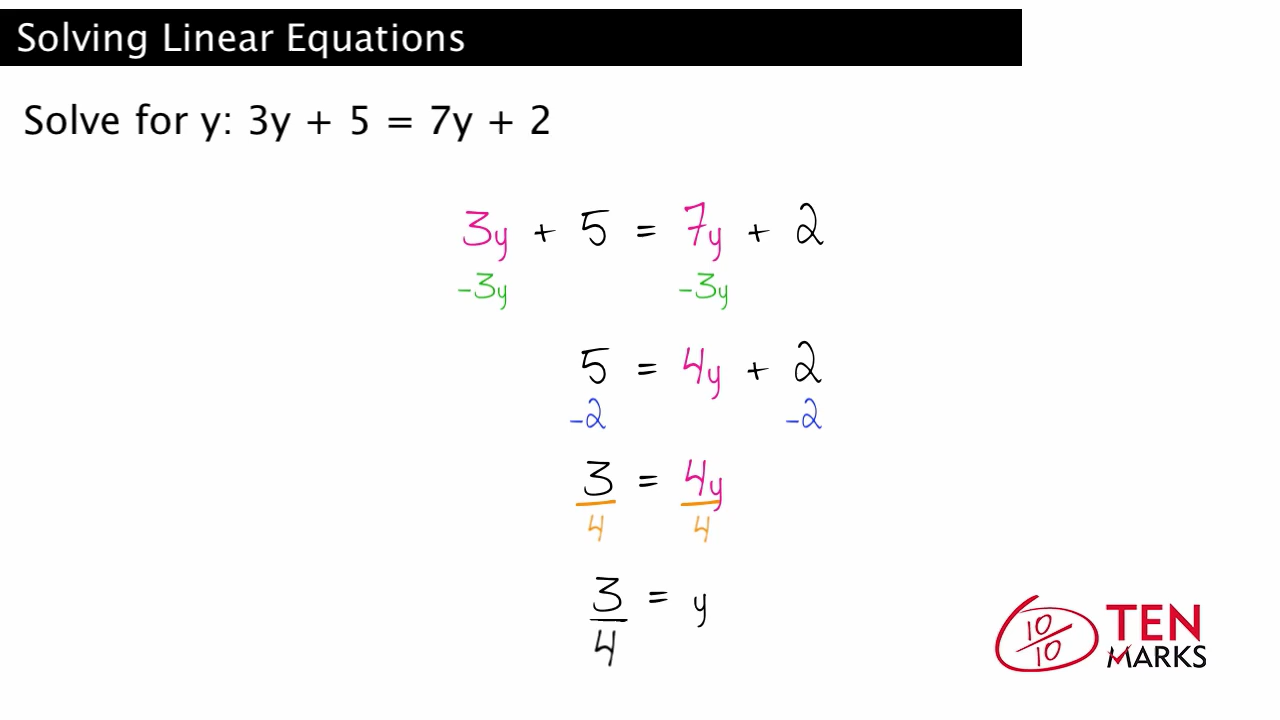 Solving Linear Equations
Solve for y: 3y + 5 = 7y + 2
3y + 5 = 7y + 2
-3y -3y
5 = 4y + 2
-2 -2
3 = 4y
4 4
3 = y
4
10
10
TEN
MARKS